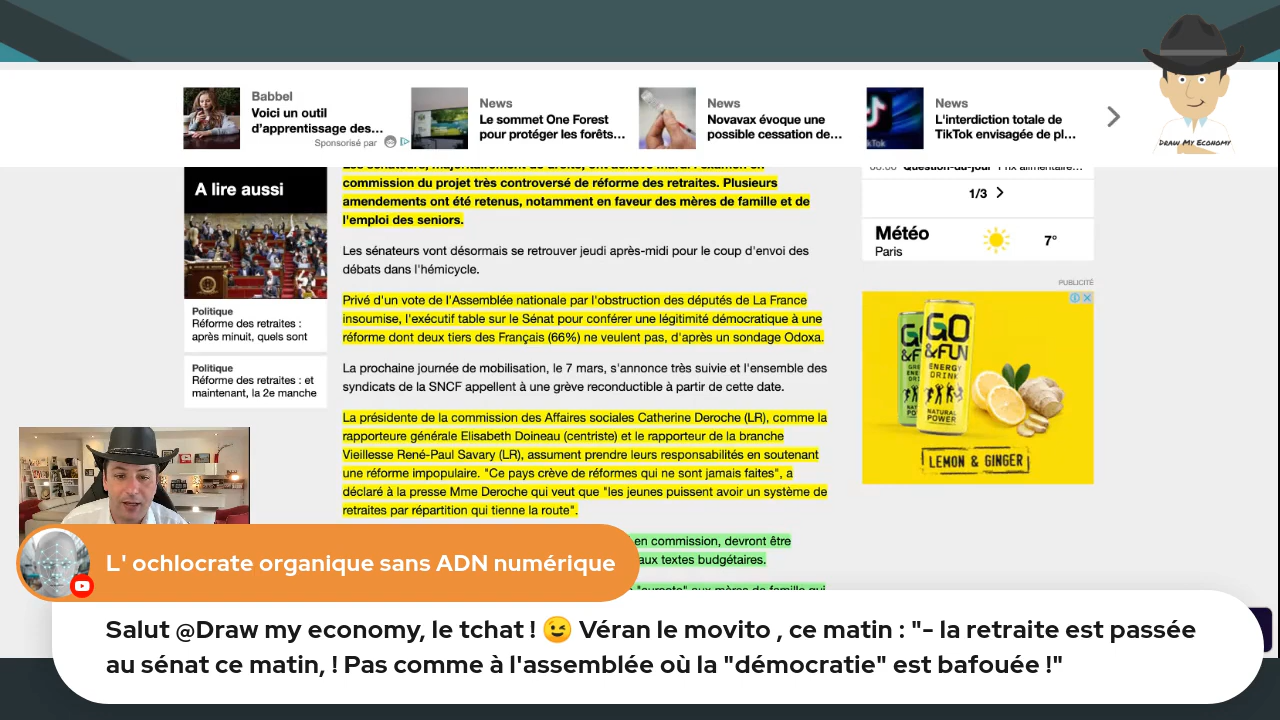 Babbel
Voici un outil
d'apprentissage des...
Sponsorisé par
News
Le sommet One Forest
pour protéger les forêts...
News
Novavax évoque une
possible cessation de...
News
L'interdiction totale de
TikTok envisagée de pl...
DRAW MY ECONOMY
A lire aussi
Politique
Réforme des retraites :
après minuit, quels sont
Politique
Réforme des retraites : et
maintenant, la 2e manche
commission du projet très controversé de réforme des retraites. Plusieurs
amendements ont été retenus, notamment en faveur des mères de famille et de
l'emploi des seniors.
Les sénateurs vont désormais se retrouver jeudi après-midi pour le coup d'envoi des
débats dans l'hémicycle.
Privé d'un vote de l'Assemblée nationale par l'obstruction des députés de La France
insoumise, l'exécutif table sur le Sénat pour conférer une légitimité démocratique à une
réforme dont deux tiers des Français (66%) ne veulent pas, d'après un sondage Odoxa.
La prochaine journée de mobilisation, le 7 mars, s'annonce très suivie et l'ensemble des
syndicats de la SNCF appellent à une grève reconductible à partir de cette date.
La présidente de la commission des Affaires sociales Catherine Deroche (LR), comme la
rapporteure générale Elisabeth Doineau (centriste) et le rapporteur de la branche
Vieillesse René-Paul Savary (LR), assument prendre leurs responsabilités en soutenant
une réforme impopulaire. "Ce pays crève de réformes qui ne sont jamais faites", a
déclaré à la presse Mme Deroche qui veut que "les jeunes puissent avoir un système de
retraites par répartition qui tienne la route".
en commission, devront être
aux textes budgétaires.
1/3
Météo
Paris
7°
PUBLICITÉ
GO
&FUN
ENERGY
DRINK
NATURAL
POWER
LEMON & GINGER
L' ochlocrate organique sans ADN numérique
Salut @Draw my economy, le tchat ! 😉 Véran le movito , ce matin : "- la retraite est passée
au sénat ce matin, ! Pas comme à l'assemblée où la "démocratie" est bafouée !"